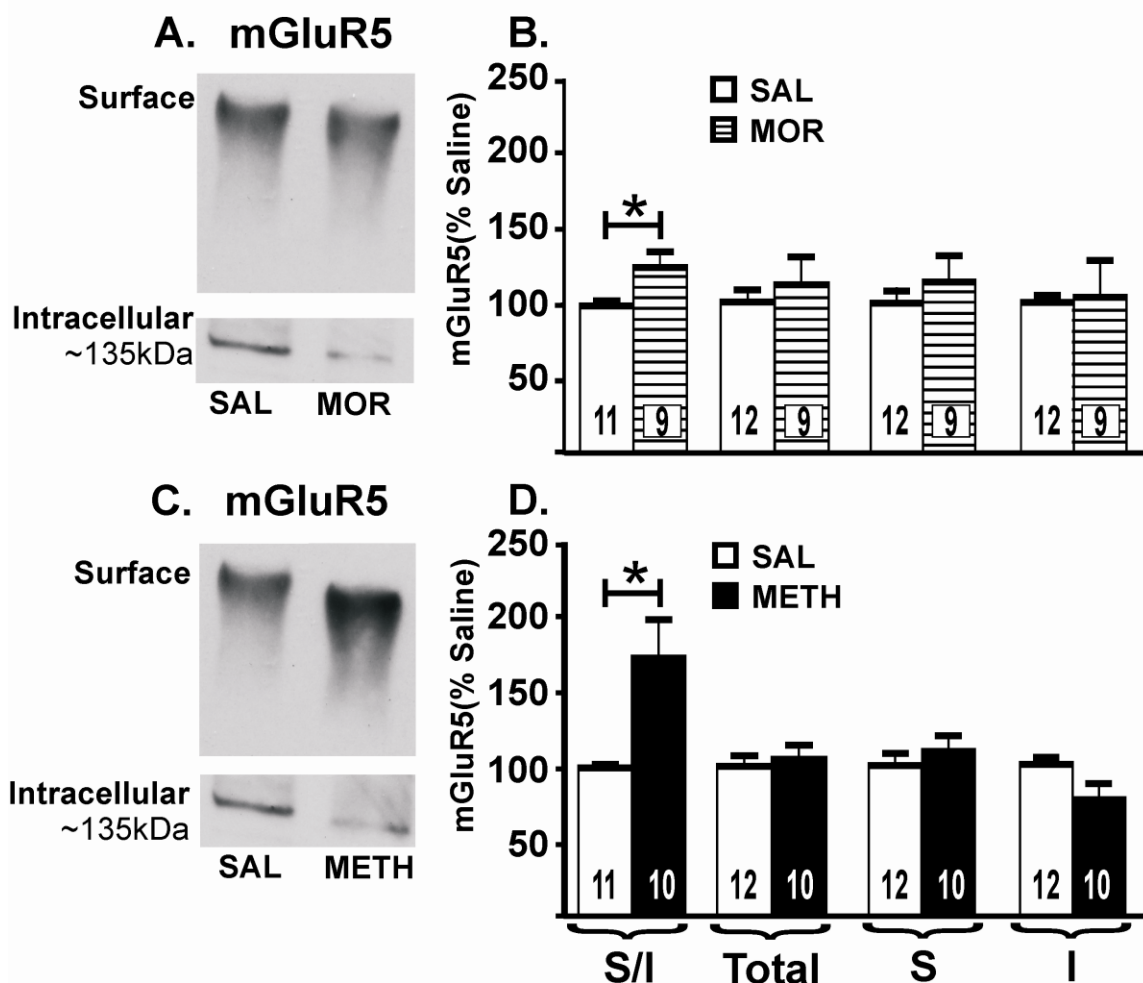 A. mGluR5
Surface
Intracellular
~135kDa
SAL MOR
B.
mGluR5(% Saline)
250
200
150
100
50
SAL
MOR
*
11 9 12 9 12 9 12 9
C. mGluR5
Surface
Intracellular
~135kDa
SAL METH
D.
mGluR5(% Saline)
250
200
150
100
50
SAL
METH
*
11 10 12 10 12 10 12 10
S/I Total S I